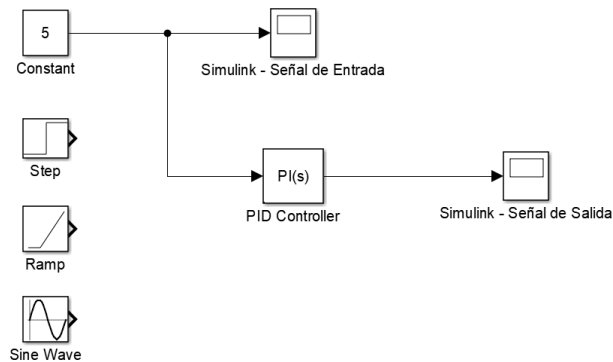 5
Constant
Simulink - Señal de Entrada
Step
PI(s)
PID Controller
Simulink - Señal de Salida
Ramp
Sine Wave